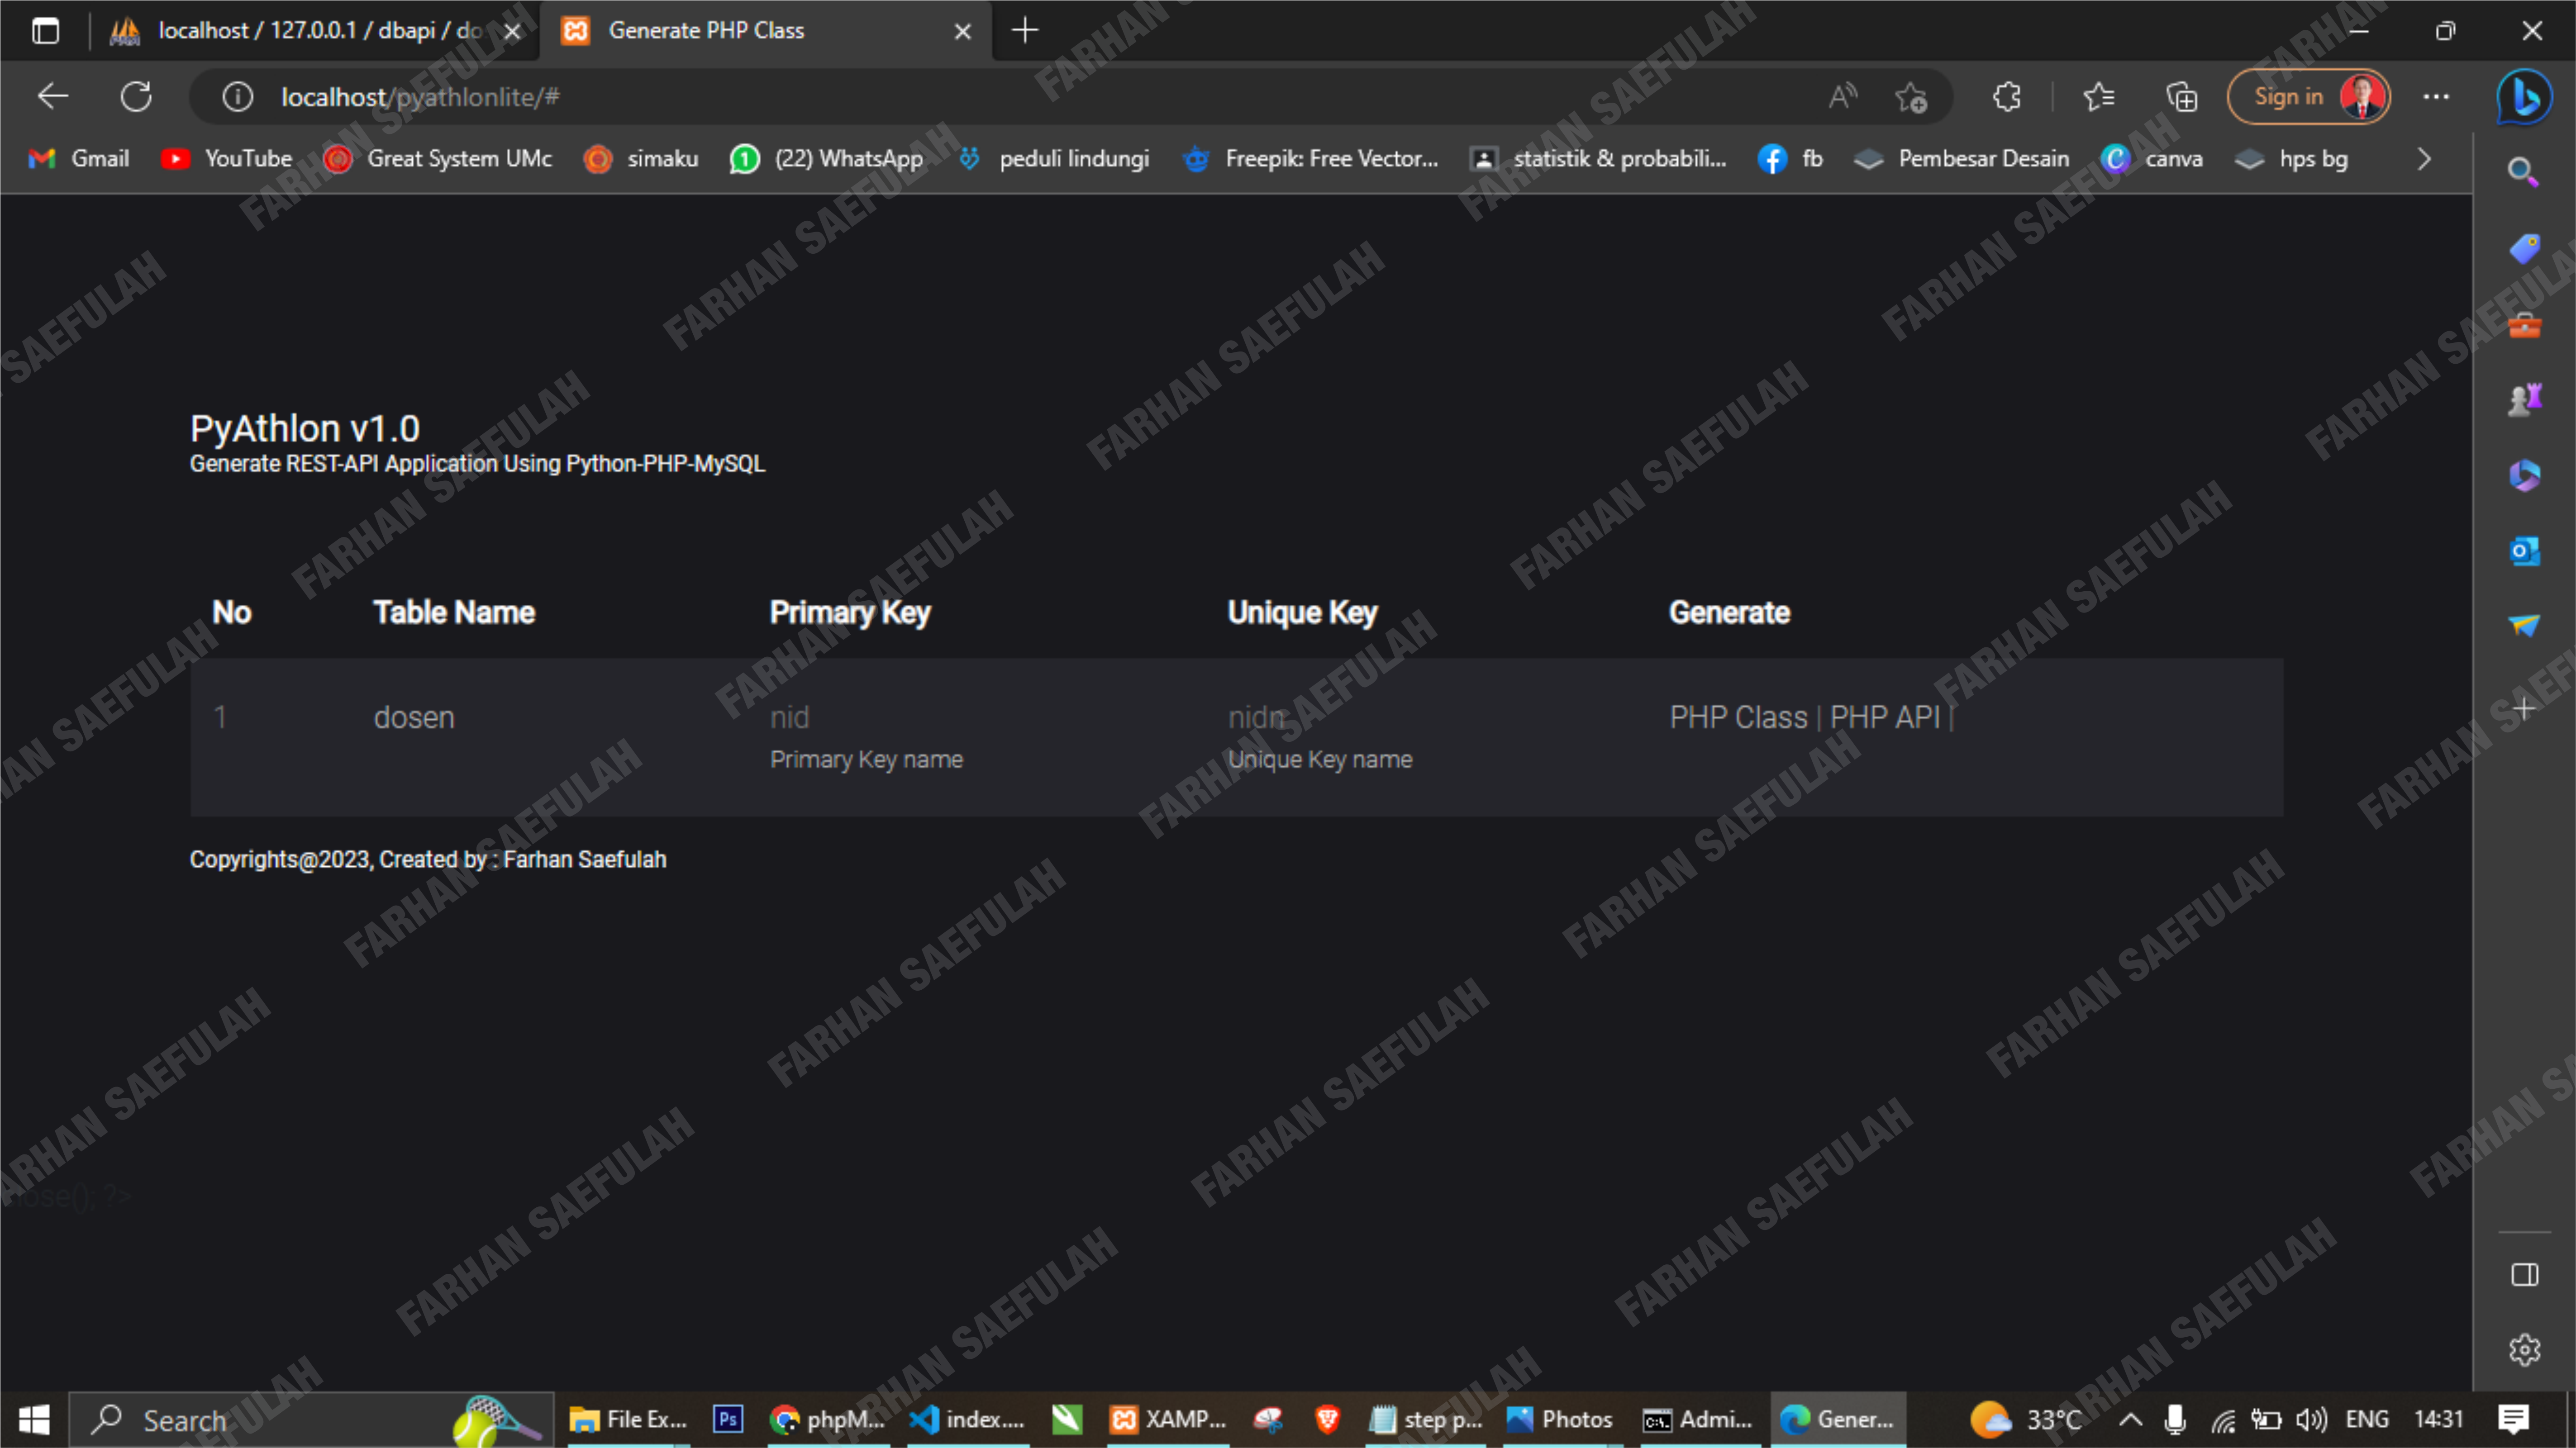 localhost / 127.0.0.1 / dbapi / do
Generate PHP Class
localhost/pyathlonlite/#
Sign in
Gmail
YouTube
Great System UMc
simaku
(22) WhatsApp
peduli lindungi
Freepik: Free Vector...
statistik & probabili...
fb
Pembesar Desain
canva
hps bg
PyAthlon v1.0
Generate REST-API Application Using Python-PHP-MySQL
No Table Name Primary Key Unique Key Generate
1 dosen nid nidn PHP Class | PHP API |
Primary Key name Unique Key name
Copyrights@2023, Created by : Farhan Saefulah
ose(); ?>
FARHAN SAEFULAH
Search
File Ex...
Ps
phpM...
index....
XAMP...
step p...
Photos
Admi...
Gener...
33°C
ENG
14:31